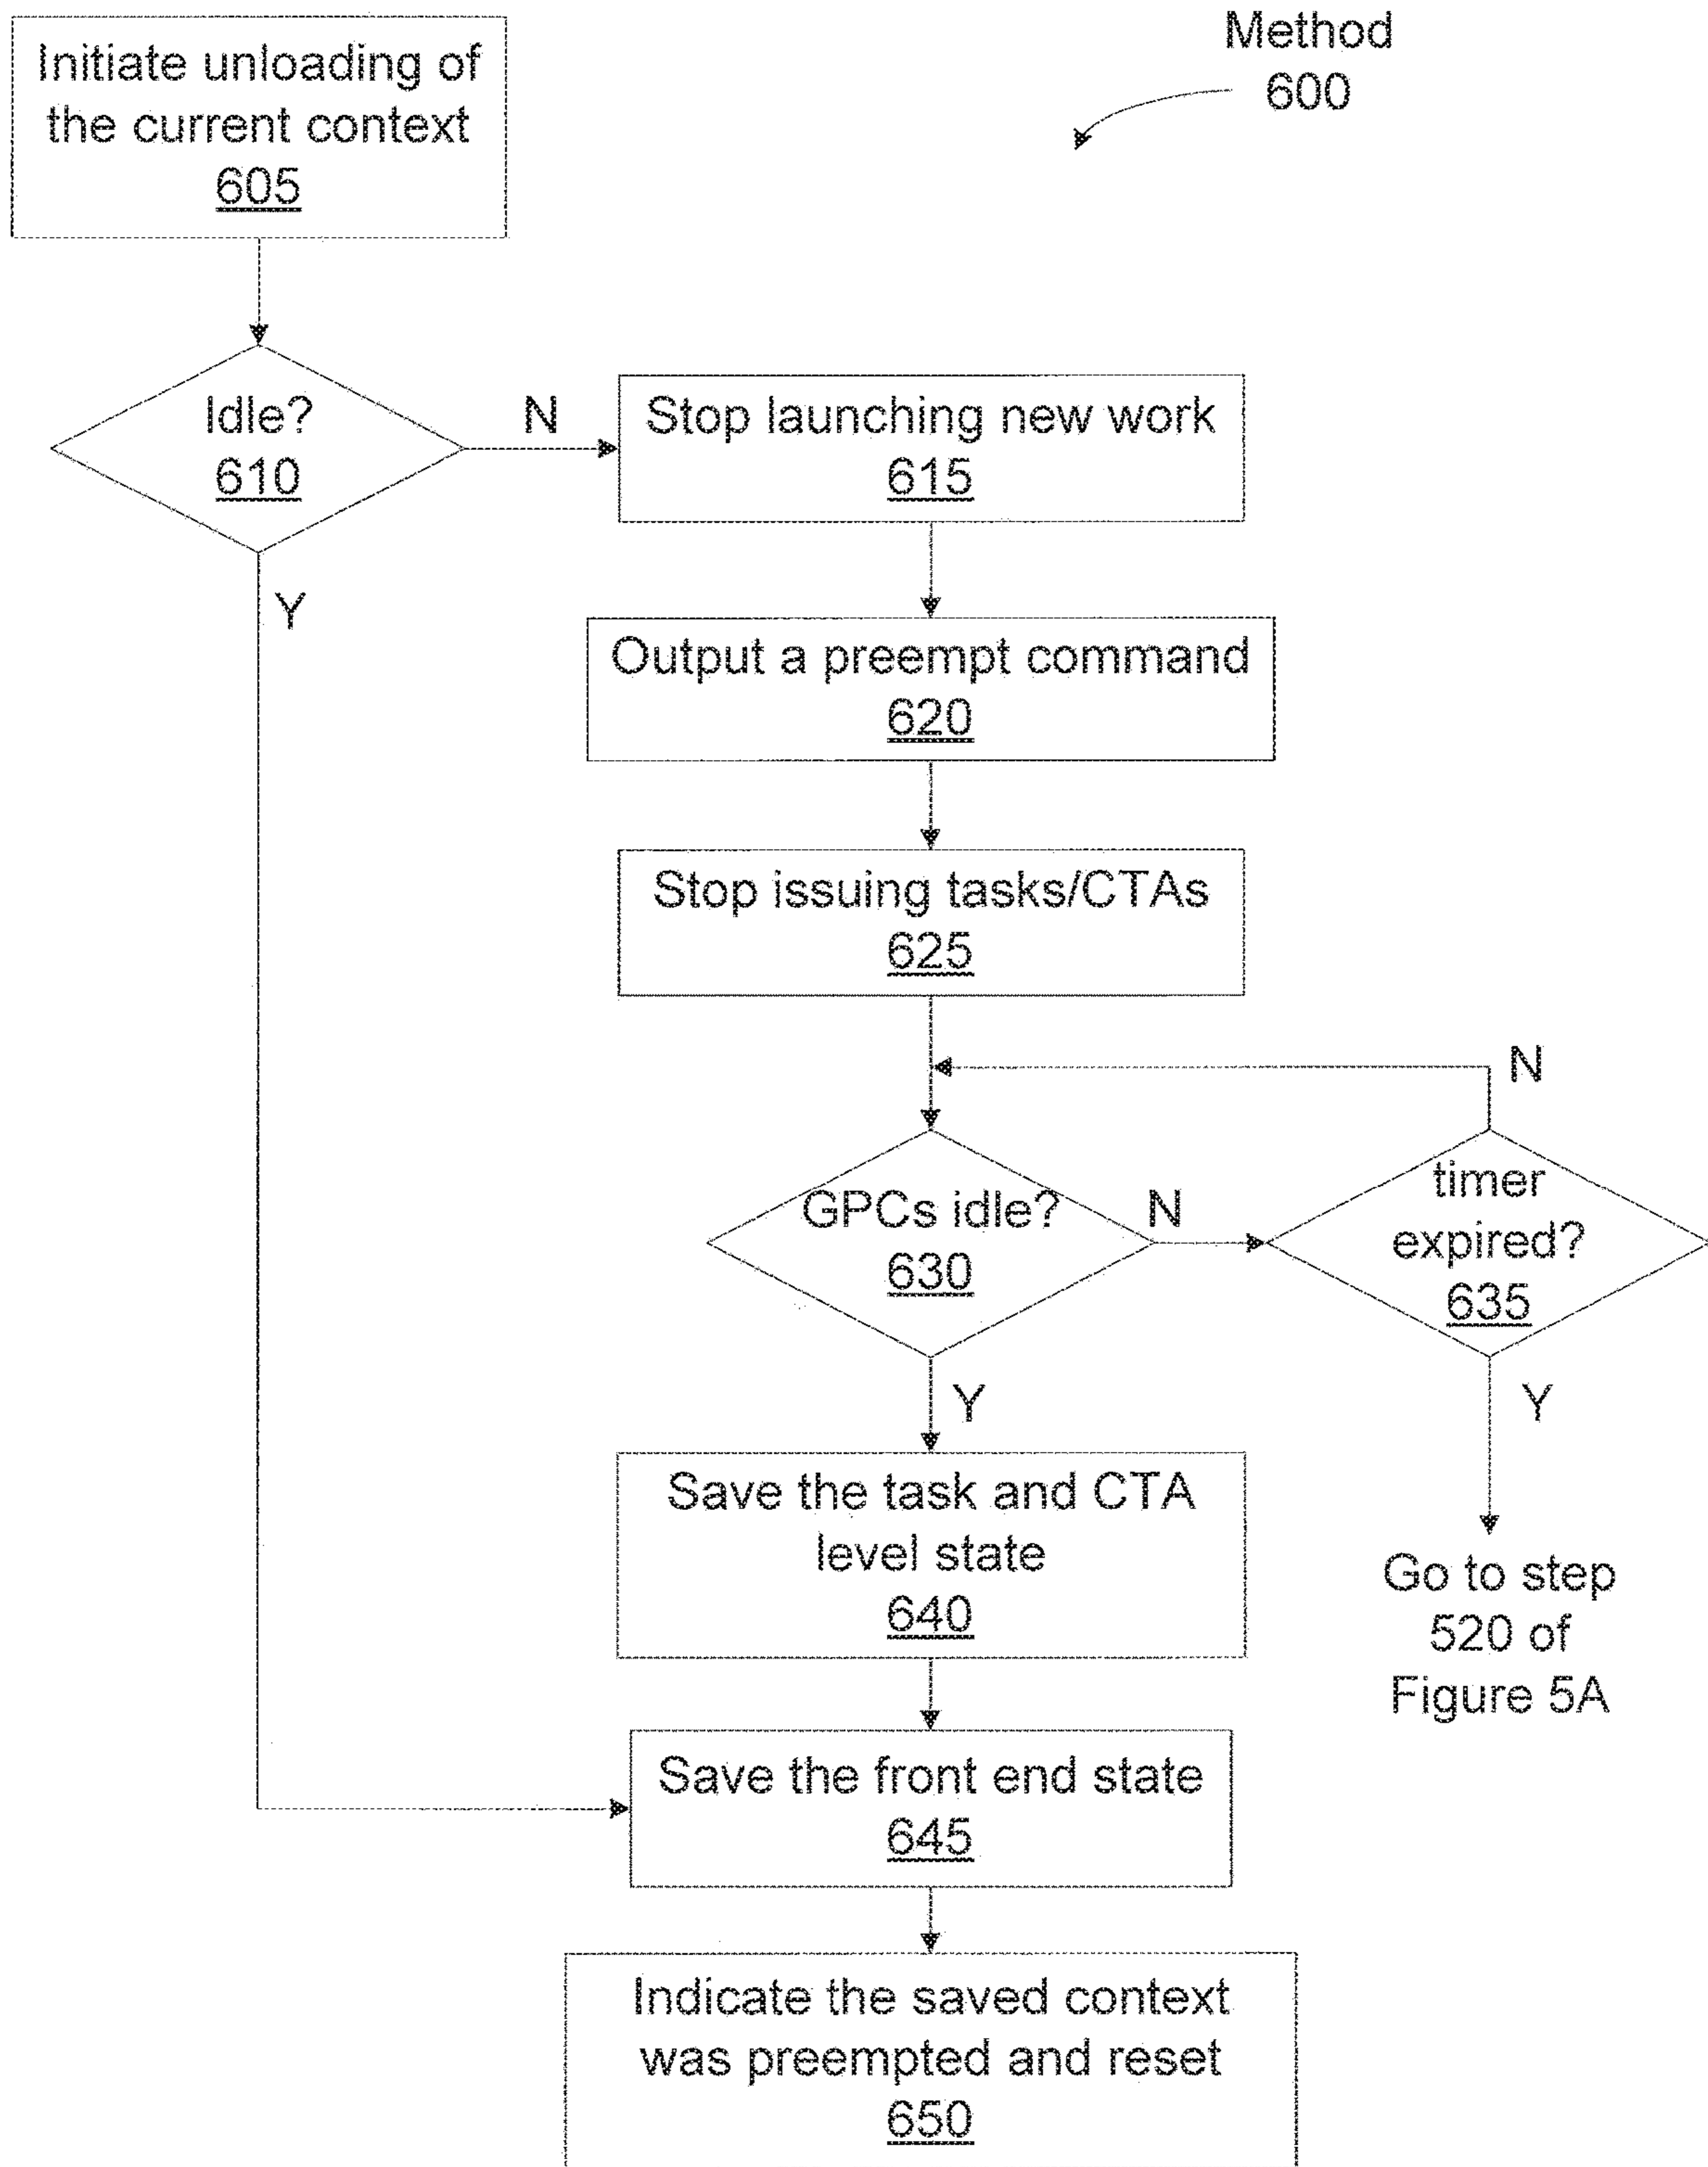 Method
600
Initiate unloading of
the current context
605
Idle?
610
N
Stop launching new work
615
Y
Output a preempt command
620
Stop issuing tasks/CTAs
625
N
GPCs idle?
630
N
timer
expired?
635
Y
Y
Save the task and CTA
level state
640
Go to step
520 of
Figure 5A
Save the front end state
645
Indicate the saved context
was preempted and reset
650